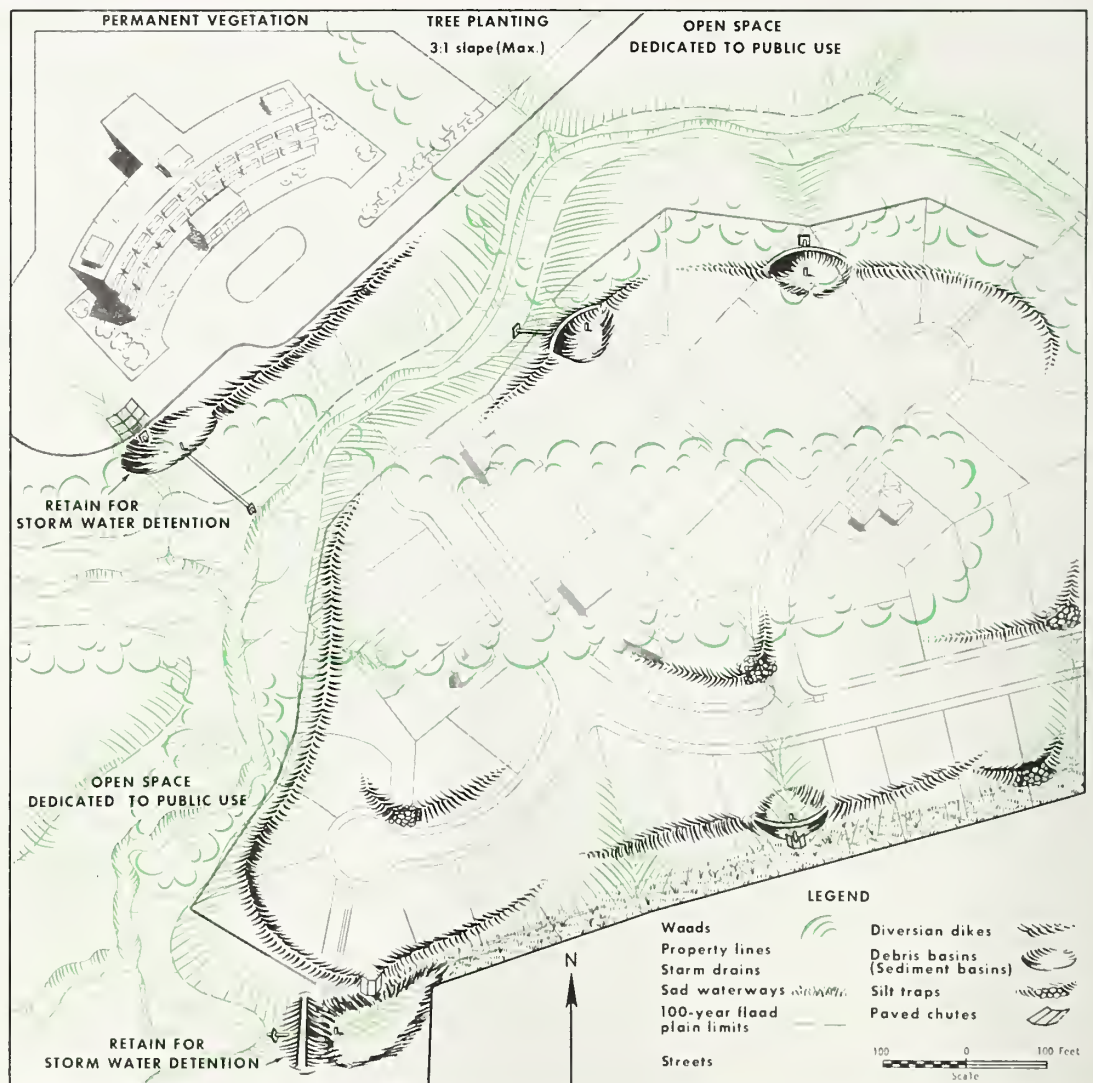 PERMANENT VEGETATION
TREE PLANTING
3:1 slape (Max.)
OPEN SPACE
DEDICATED TO PUBLIC USE
RETAIN FOR
STORM WATER DETENTION
OPEN SPACE
DEDICATED TO PUBLIC USE
RETAIN FOR
STORM WATER DETENTION
N
LEGEND
Waads
Property lines
Starm drains
Sad waterways
100-year flaad
plain limits
Streets
Diversian dikes
Debris basins
(Sediment basins)
Silt traps
Paved chutes
100 0 100 Feet
Scale